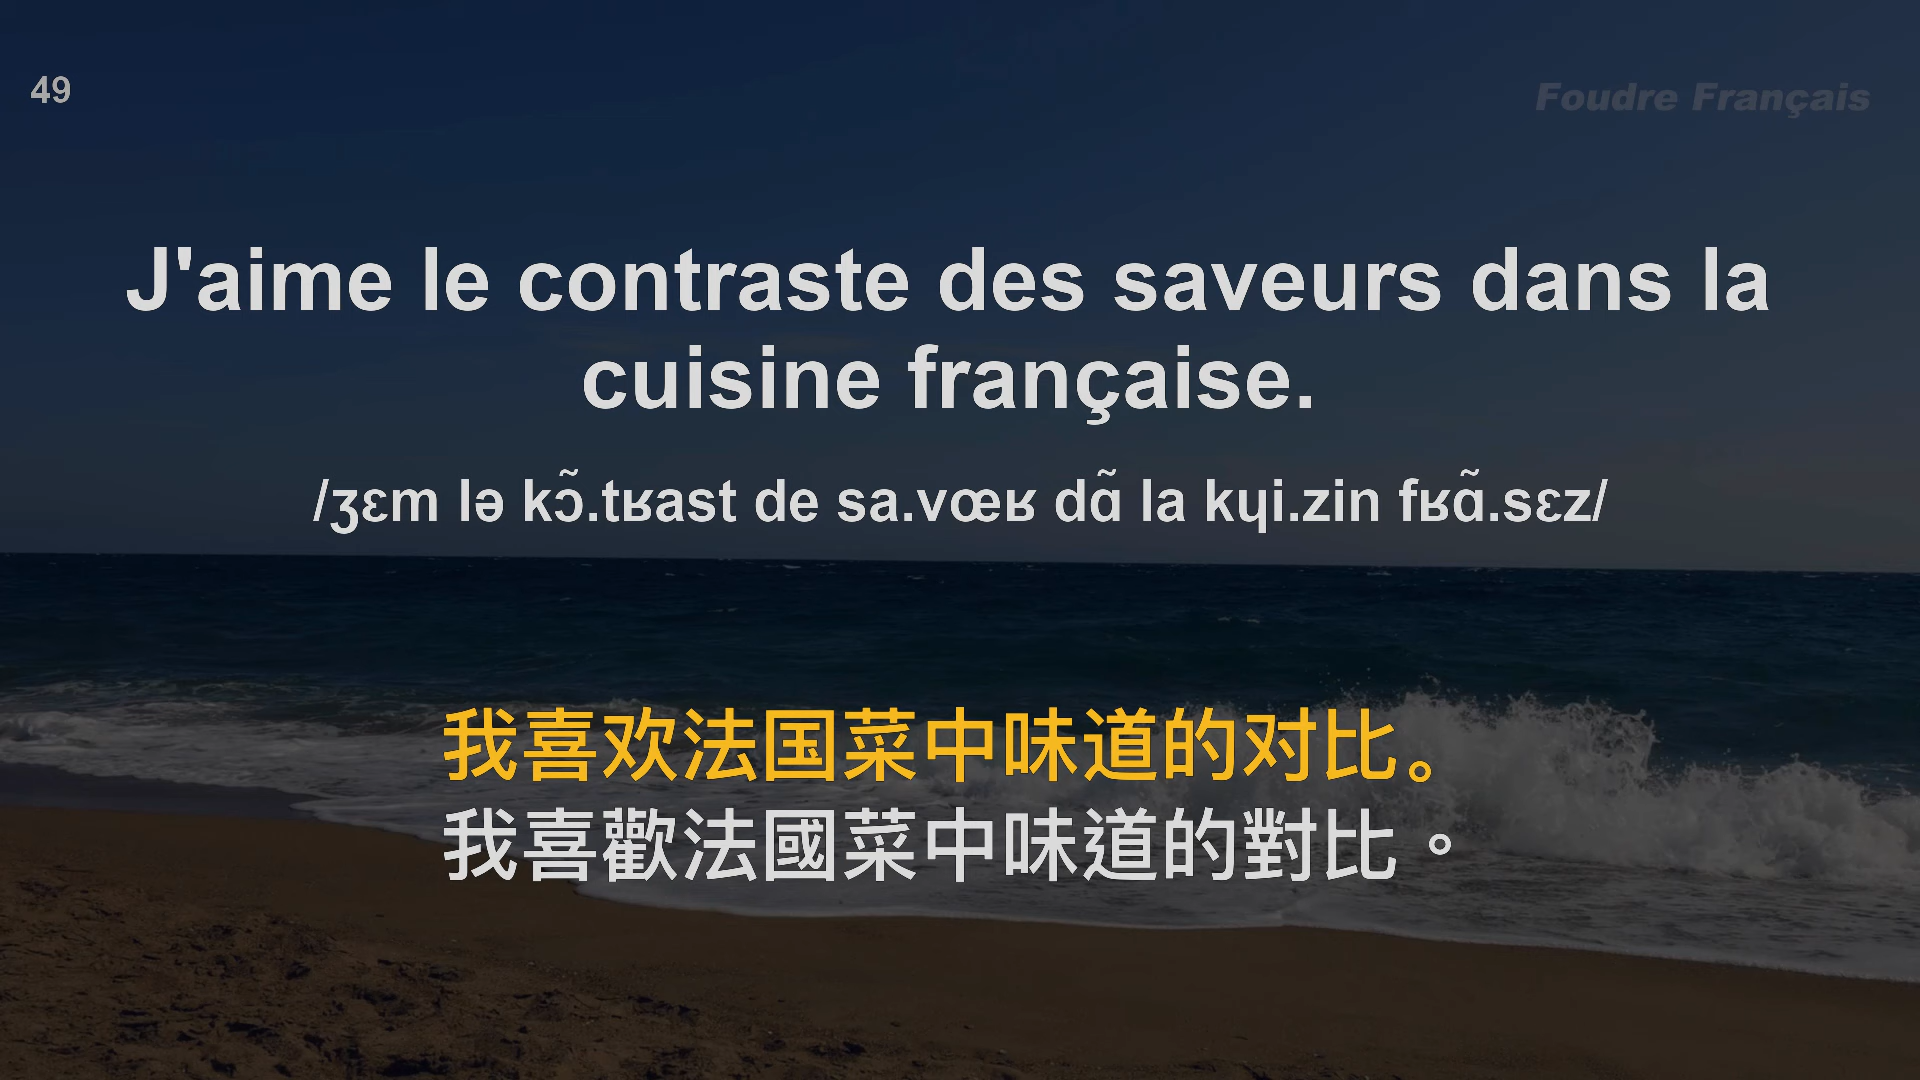 49
Foudre Français
J'aime le contraste des saveurs dans la
cuisine française.
/ʒɛm lə kɔ̃.tʁast de sa.vœʁ dɑ̃ la kɥi.zin fʁɑ̃.sɛz/
我喜欢法国菜中味道的对比。
我喜歡法國菜中味道的對比。